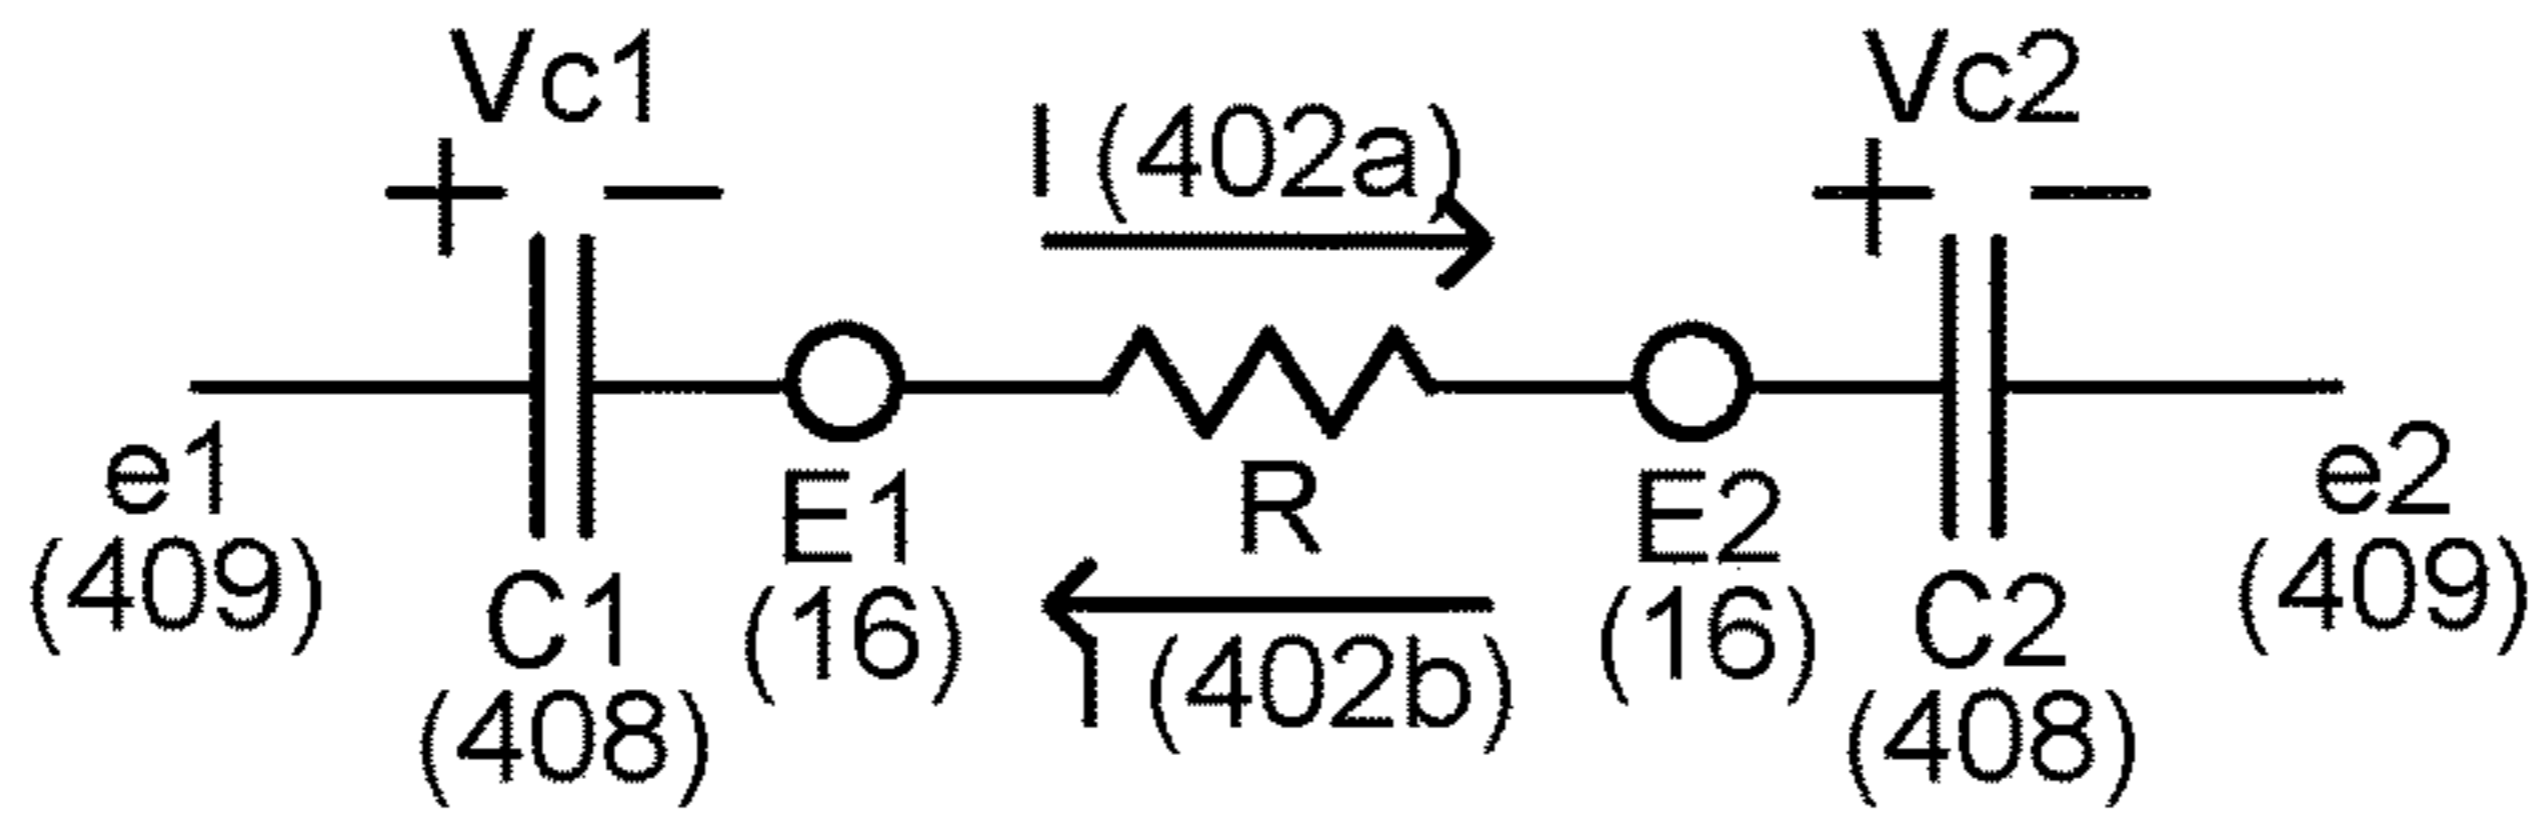 Vc1
Vc2
+ −
I (402a)
+ −
e1
(409)
C1
(408)
E1
(16)
R
I (402b)
E2
(16)
C2
(408)
e2
(409)